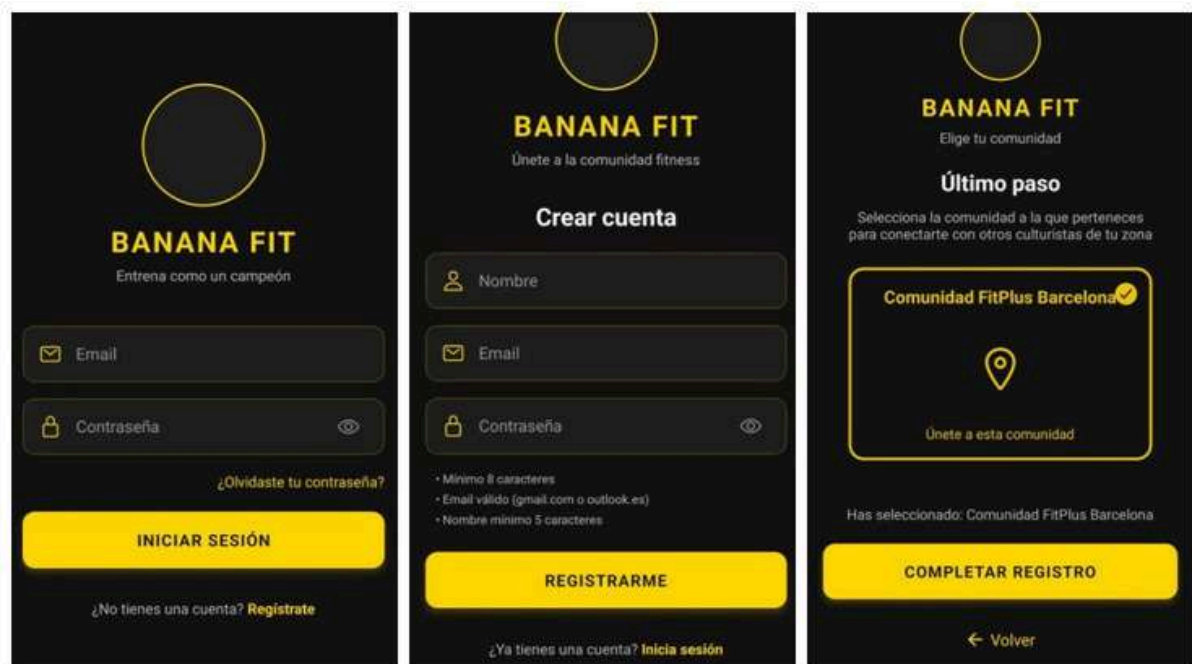 BANANA FIT
Entrena como un campeón
Email
Contraseña
¿Olvidaste tu contraseña?
INICIAR SESIÓN
¿No tienes una cuenta? Regístrate
BANANA FIT
Únete a la comunidad fitness
Crear cuenta
Nombre
Email
Contraseña
• Mínimo 8 caracteres
• Email válido (gmail.com o outlook.es)
• Nombre mínimo 5 caracteres
REGISTRARME
¿Ya tienes una cuenta? Inicia sesión
BANANA FIT
Elige tu comunidad
Último paso
Selecciona la comunidad a la que perteneces
para conectarte con otros culturistas de tu zona
Comunidad FitPlus Barcelona
Únete a esta comunidad
Has seleccionado: Comunidad FitPlus Barcelona
COMPLETAR REGISTRO
← Volver